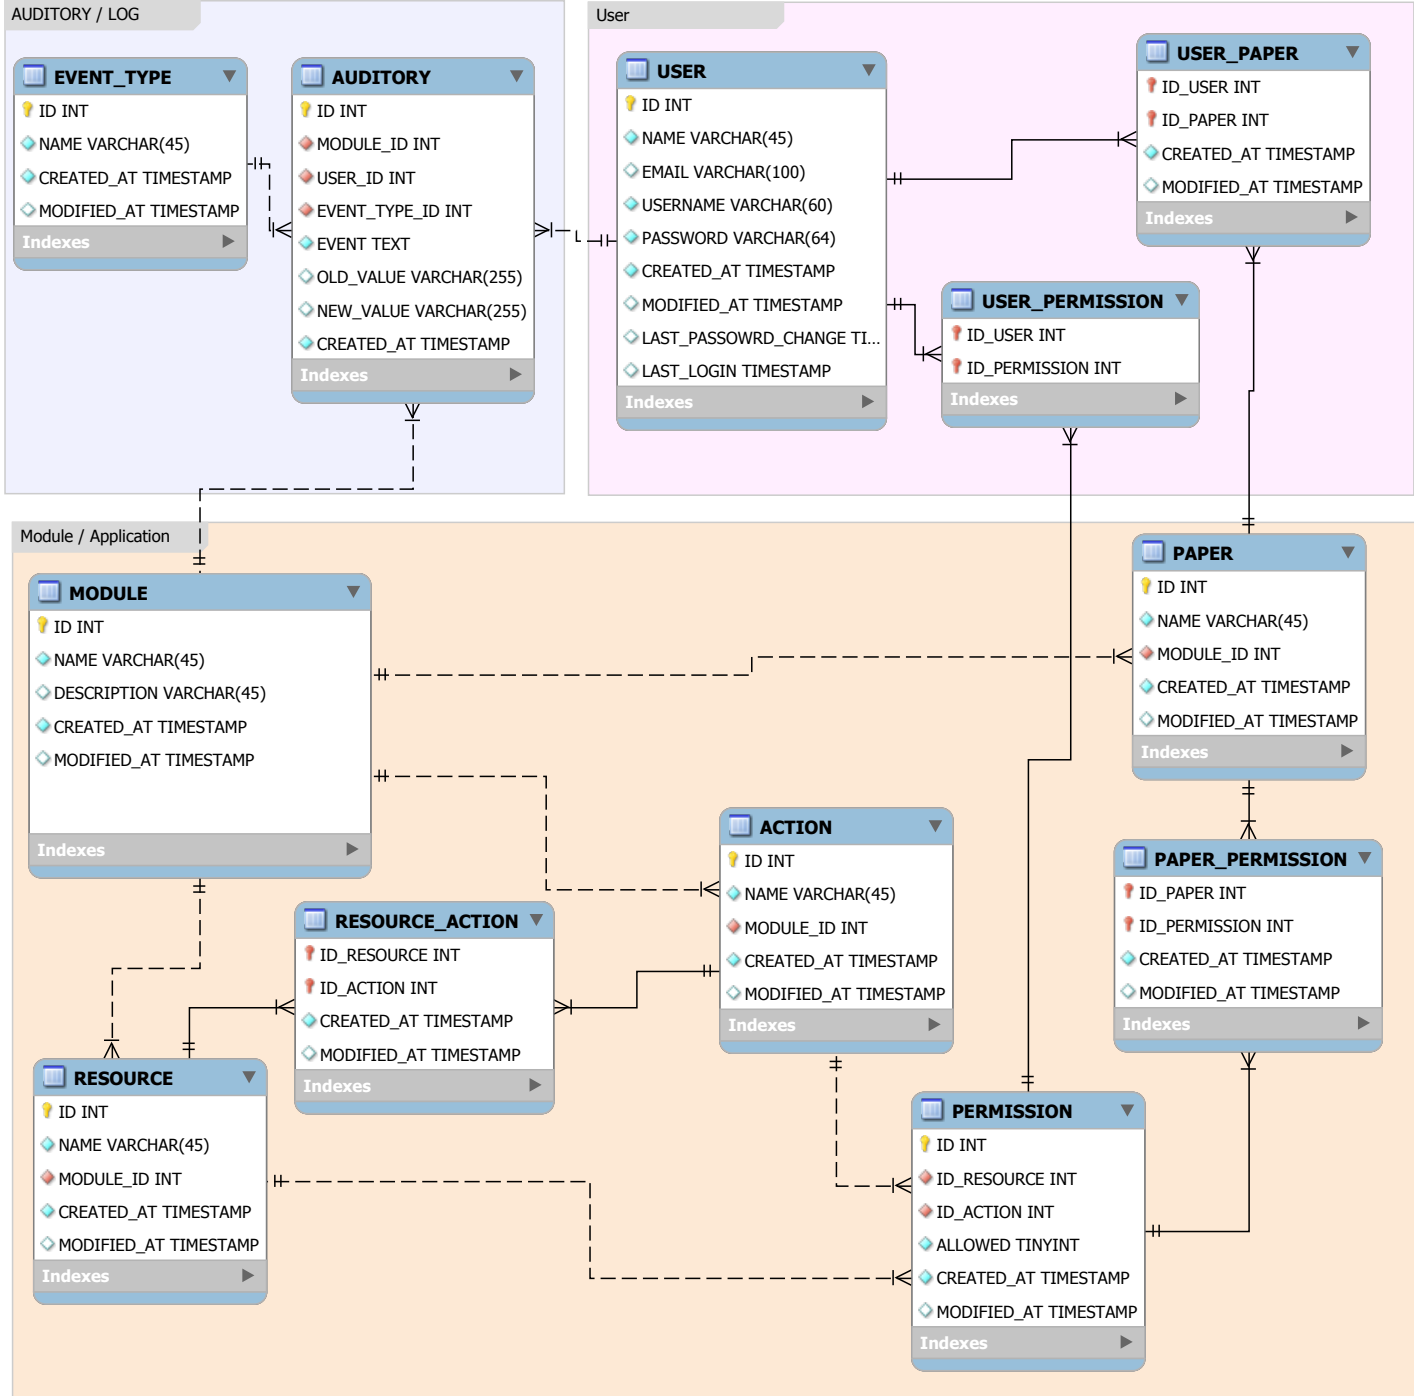 AUDITORY / LOG
EVENT_TYPE
ID INT
NAME VARCHAR(45)
CREATED_AT TIMESTAMP
MODIFIED_AT TIMESTAMP
Indexes
AUDITORY
ID INT
MODULE_ID INT
USER_ID INT
EVENT_TYPE_ID INT
EVENT TEXT
OLD_VALUE VARCHAR(255)
NEW_VALUE VARCHAR(255)
CREATED_AT TIMESTAMP
Indexes
User
USER
ID INT
NAME VARCHAR(45)
EMAIL VARCHAR(100)
USERNAME VARCHAR(60)
PASSWORD VARCHAR(64)
CREATED_AT TIMESTAMP
MODIFIED_AT TIMESTAMP
LAST_PASSOWRD_CHANGE TI...
LAST_LOGIN TIMESTAMP
Indexes
USER_PAPER
ID_USER INT
ID_PAPER INT
CREATED_AT TIMESTAMP
MODIFIED_AT TIMESTAMP
Indexes
USER_PERMISSION
ID_USER INT
ID_PERMISSION INT
Indexes
Module / Application
MODULE
ID INT
NAME VARCHAR(45)
DESCRIPTION VARCHAR(45)
CREATED_AT TIMESTAMP
MODIFIED_AT TIMESTAMP
Indexes
PAPER
ID INT
NAME VARCHAR(45)
MODULE_ID INT
CREATED_AT TIMESTAMP
MODIFIED_AT TIMESTAMP
Indexes
ACTION
ID INT
NAME VARCHAR(45)
MODULE_ID INT
CREATED_AT TIMESTAMP
MODIFIED_AT TIMESTAMP
Indexes
PAPER_PERMISSION
ID_PAPER INT
ID_PERMISSION INT
CREATED_AT TIMESTAMP
MODIFIED_AT TIMESTAMP
Indexes
RESOURCE_ACTION
ID_RESOURCE INT
ID_ACTION INT
CREATED_AT TIMESTAMP
MODIFIED_AT TIMESTAMP
Indexes
RESOURCE
ID INT
NAME VARCHAR(45)
MODULE_ID INT
CREATED_AT TIMESTAMP
MODIFIED_AT TIMESTAMP
Indexes
PERMISSION
ID INT
ID_RESOURCE INT
ID_ACTION INT
ALLOWED TINYINT
CREATED_AT TIMESTAMP
MODIFIED_AT TIMESTAMP
Indexes